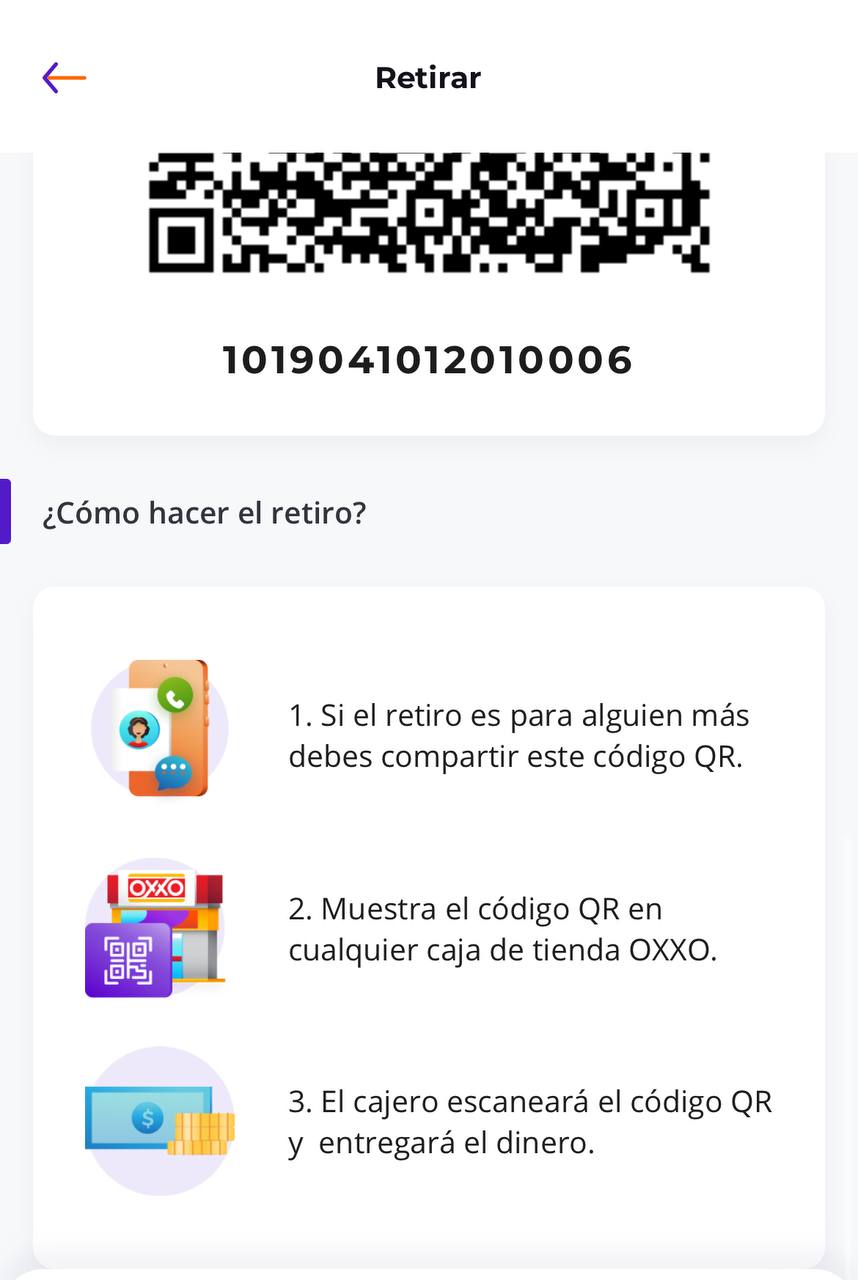 Retirar
1019041012010006
¿Cómo hacer el retiro?
1. Si el retiro es para alguien más
debes compartir este código QR.
OXXO
2. Muestra el código QR en
cualquier caja de tienda OXXO.
$
3. El cajero escaneará el código QR
y  entregará el dinero.